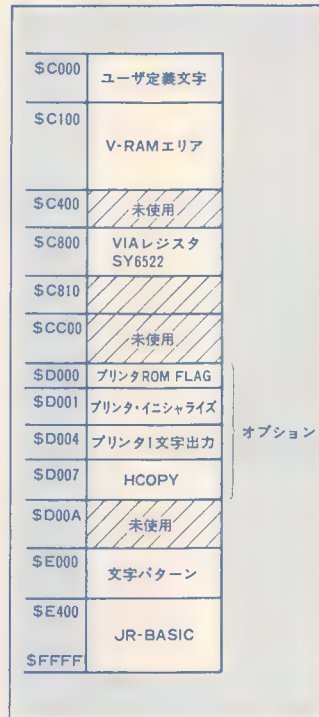 $C000 ユーザ定義文字
$C100 V-RAMエリア
$C400 未使用
$C800 VIAレジスタ
SY6522
$C810
$CC00 未使用
$D000 プリンタROM FLAG
$D001 プリンタ・イニシャライズ
$D004 プリンタ1文字出力
オプション
$D007 HCOPY
$D00A 未使用
$E000 文字パターン
$E400 JR-BASIC
$FFFF